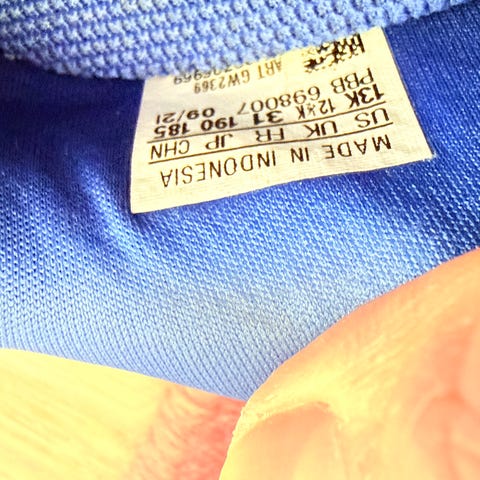 MADE IN INDONESIA
US UK FR JP CHN
13K 12½K 31 190 185
PBB 698007 09/21
ART GW2369